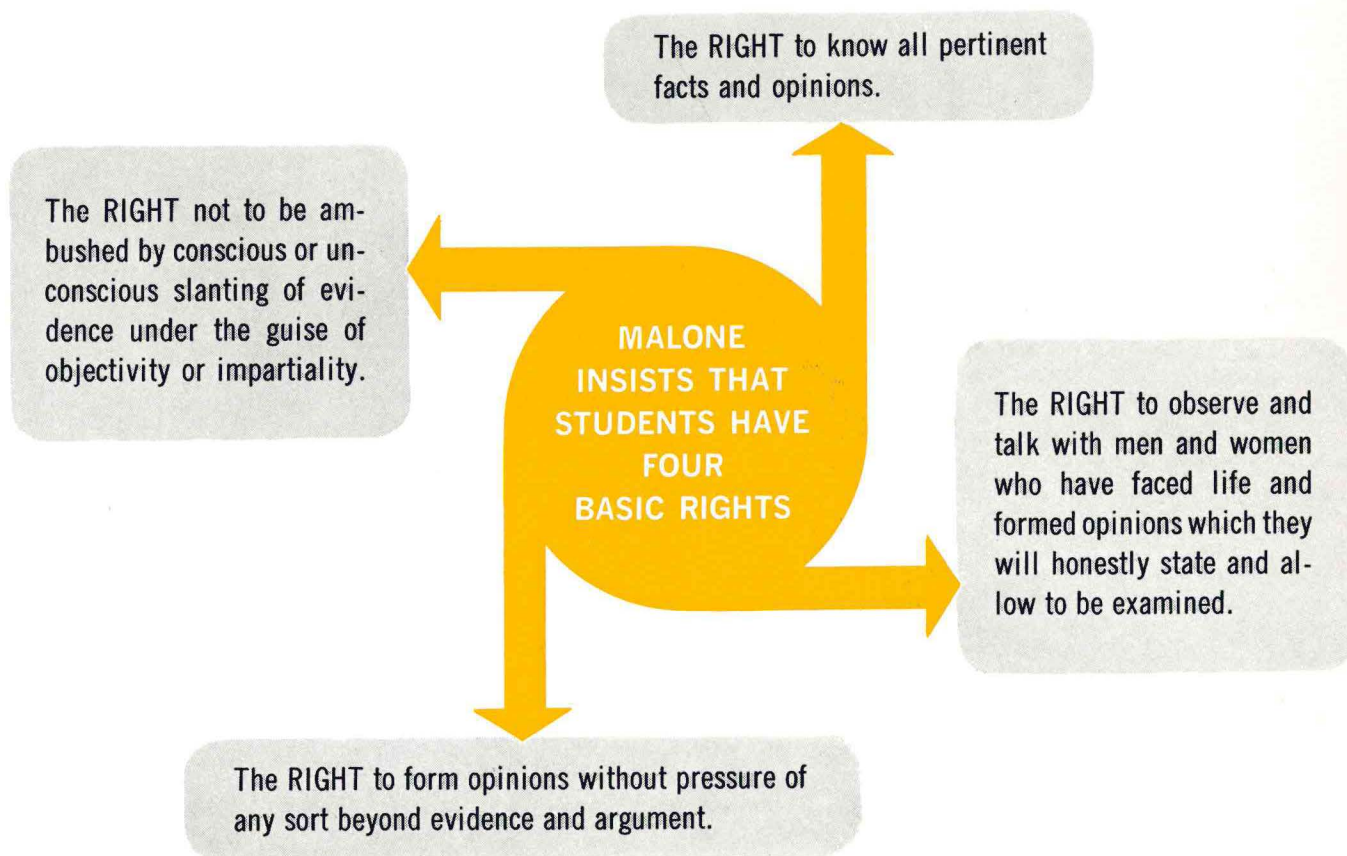 The RIGHT to know all pertinent
facts and opinions.
The RIGHT not to be am-
bushed by conscious or un-
conscious slanting of evi-
dence under the guise of
objectivity or impartiality.
MALONE
INSISTS THAT
STUDENTS HAVE
FOUR
BASIC RIGHTS
The RIGHT to observe and
talk with men and women
who have faced life and
formed opinions which they
will honestly state and al-
low to be examined.
The RIGHT to form opinions without pressure of
any sort beyond evidence and argument.